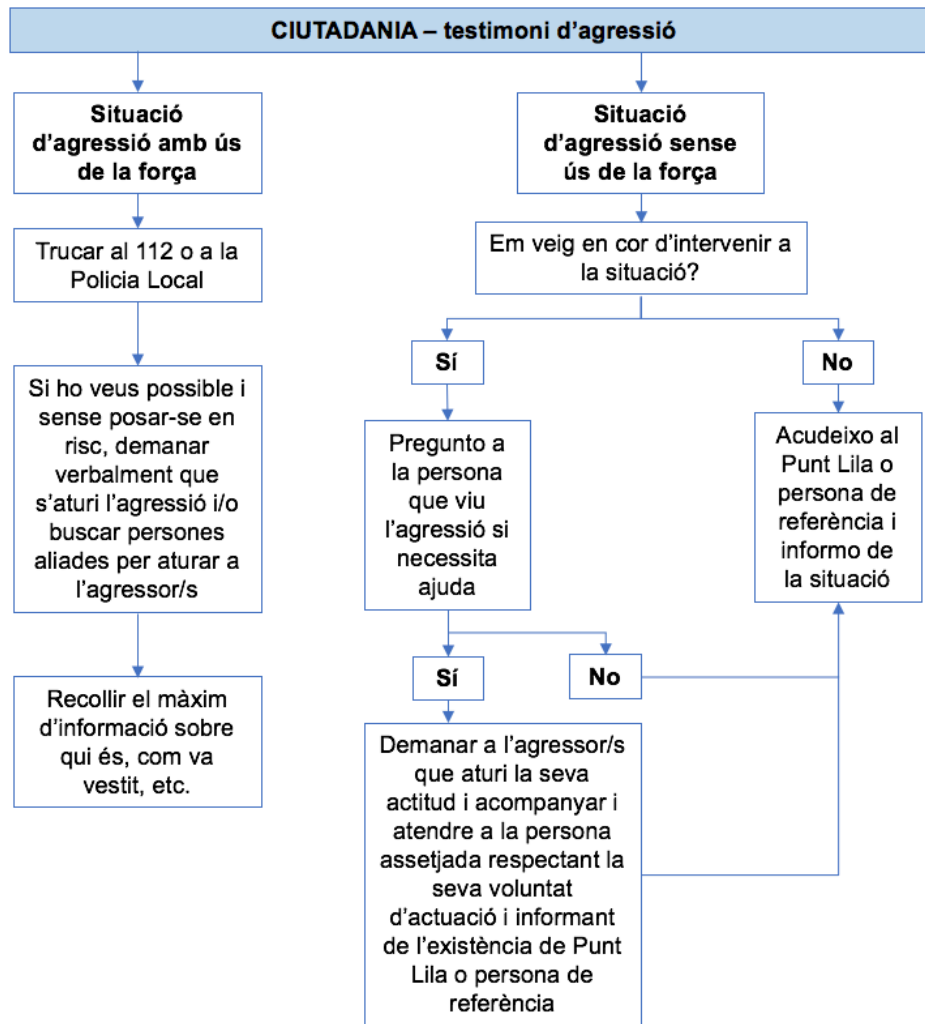 CIUTADANIA – testimoni d’agressió
Situació
d’agressió amb ús
de la força
Trucar al 112 o a la
Policia Local
Si ho veus possible i
sense posar-se en
risc, demanar
verbalment que
s’aturi l’agressió i/o
buscar persones
aliades per aturar a
l’agressor/s
Recollir el màxim
d’informació sobre
qui és, com va
vestit, etc.
Situació
d’agressió sense
ús de la força
Em veig en cor d’intervenir a
la situació?
Sí
No
Pregunto a
la persona
que viu
l’agressió si
necessita
ajuda
Acudeixo al
Punt Lila o
persona de
referència i
informo de
la situació
Sí
No
Demanar a l’agressor/s
que aturi la seva
actitud i acompanyar i
atendre a la persona
assetjada respectant la
seva voluntat
d’actuació i informant
de l’existència de Punt
Lila o persona de
referència